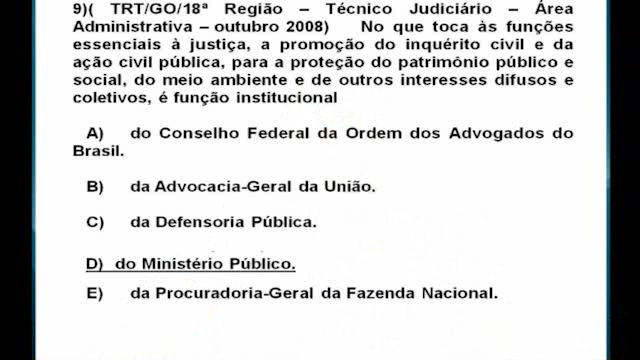 9)( TRT/GO/18ª Região – Técnico Judiciário – Área
Administrativa – outubro 2008) No que toca às funções
essenciais à justiça, a promoção do inquérito civil e da
ação civil pública, para a proteção do patrimônio público e
social, do meio ambiente e de outros interesses difusos e
coletivos, é função institucional
A) do Conselho Federal da Ordem dos Advogados do
Brasil.
B) da Advocacia-Geral da União.
C) da Defensoria Pública.
D) do Ministério Público.
E) da Procuradoria-Geral da Fazenda Nacional.